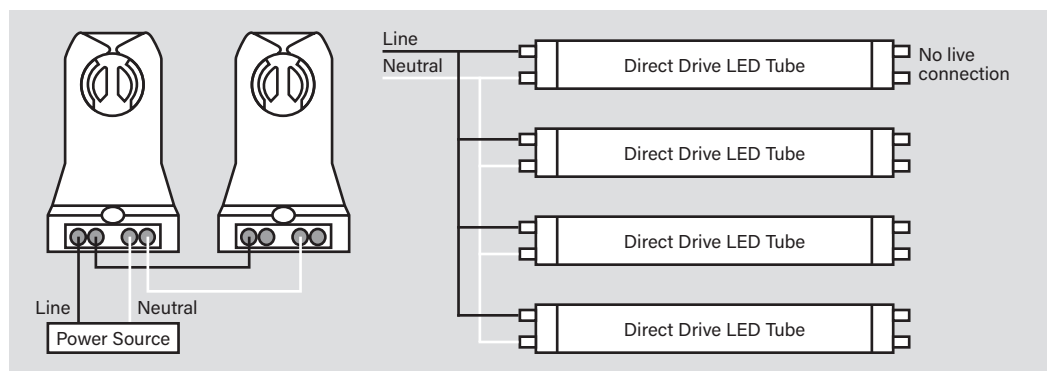 Line
Neutral
Power Source
Line
Neutral
Direct Drive LED Tube
No live
connection
Direct Drive LED Tube
Direct Drive LED Tube
Direct Drive LED Tube